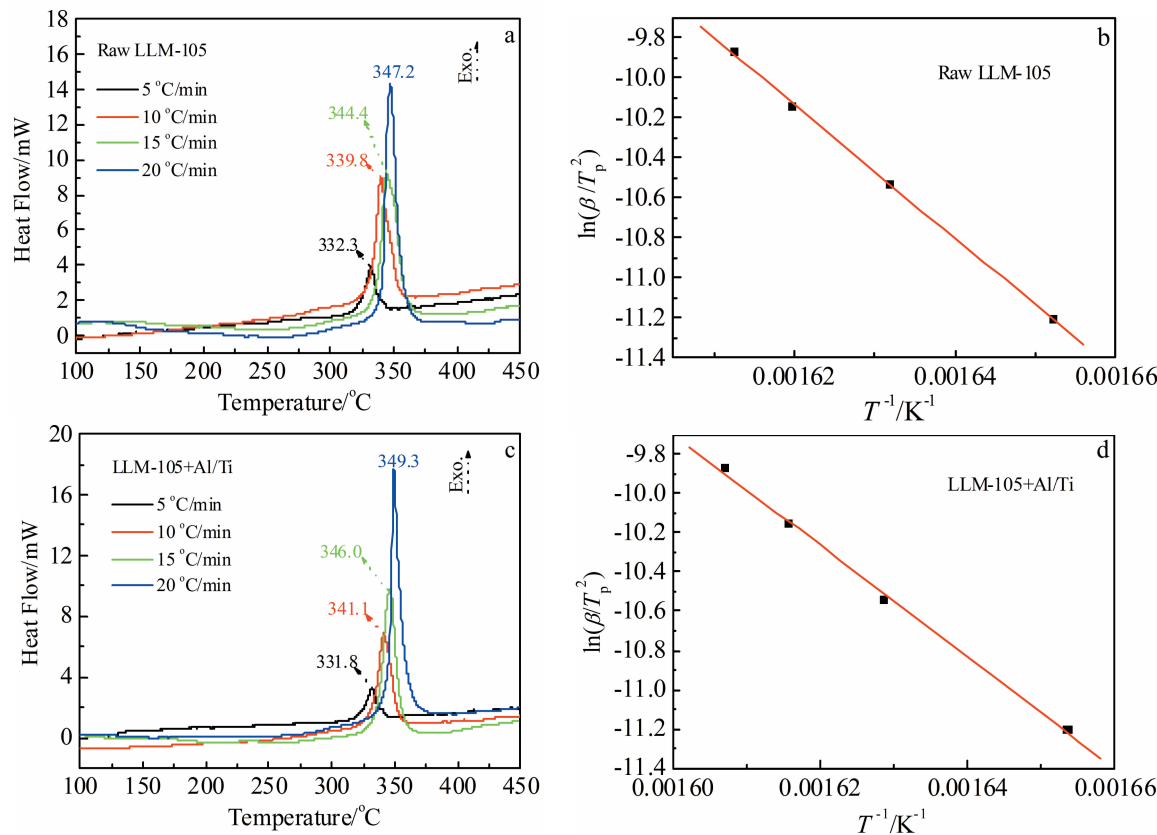 a
Raw LLM-105
5 °C/min
10 °C/min
15 °C/min
20 °C/min
Exo.
347.2
344.4
339.8
332.3
Heat Flow/mW
18
16
14
12
10
8
6
4
2
0
100 150 200 250 300 350 400 450
Temperature/°C
b
Raw LLM-105
ln(β/Tp²)
-9.8
-10.0
-10.2
-10.4
-10.6
-10.8
-11.0
-11.2
-11.4
0.00162 0.00164 0.00166
T⁻¹/K⁻¹
c
LLM-105+Al/Ti
5 °C/min
10 °C/min
15 °C/min
20 °C/min
Exo.
349.3
346.0
341.1
331.8
Heat Flow/mW
20
16
12
8
4
0
100 150 200 250 300 350 400 450
Temperature/°C
d
LLM-105+Al/Ti
ln(β/Tp²)
-9.8
-10.0
-10.2
-10.4
-10.6
-10.8
-11.0
-11.2
-11.4
0.00160 0.00162 0.00164 0.00166
T⁻¹/K⁻¹